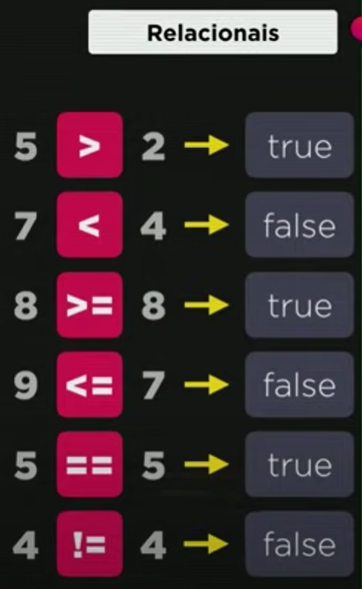 Relacionais
5 > 2 → true
7 < 4 → false
8 >= 8 → true
9 <= 7 → false
5 == 5 → true
4 != 4 → false